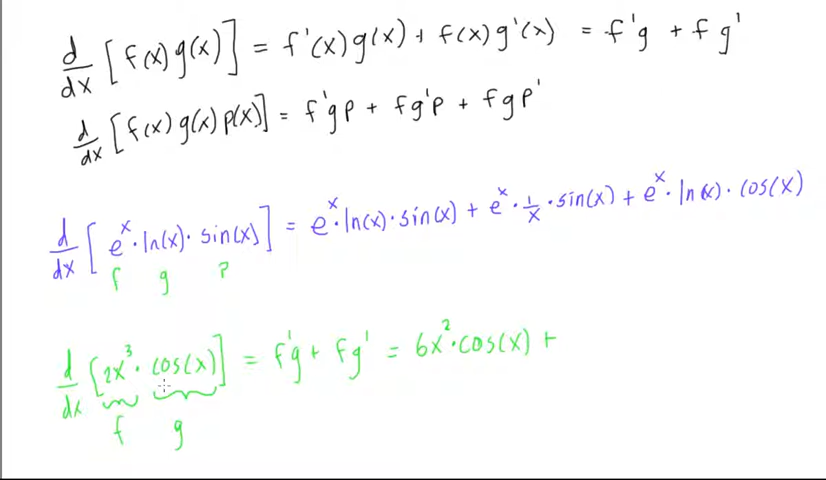 d/dx [f(x)g(x)] = f'(x)g(x) + f(x)g'(x) = f'g + fg'
d/dx [f(x)g(x)p(x)] = f'gp + fg'p + fgp'
d/dx [e^x · ln(x) · sin(x)] = e^x · ln(x) · sin(x) + e^x · 1/x · sin(x) + e^x · ln(x) · cos(x)
f g p
d/dx [2x^3 · cos(x)] = f'g + fg' = 6x^2 · cos(x) +
f g